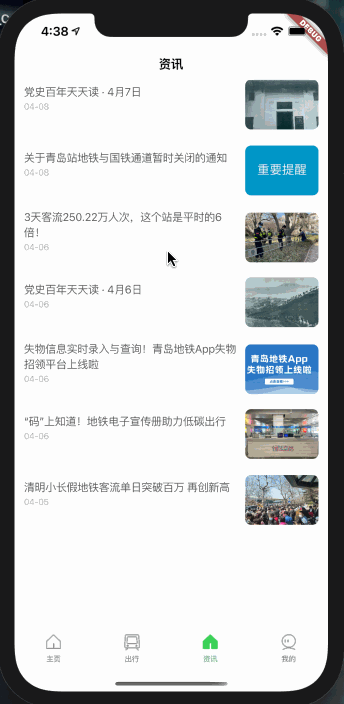 4:38
DEBUG
资讯
党史百年天天读 · 4月7日
04-08
关于青岛站地铁与国铁通道暂时关闭的通知
04-08
重要提醒
3天客流250.22万人次，这个站是平时的6
倍！
04-06
党史百年天天读 · 4月6日
04-06
失物信息实时录入与查询！青岛地铁App失物
招领平台上线啦
04-06
青岛地铁App
失物招领上线啦
“码”上知道！地铁电子宣传册助力低碳出行
04-06
清明小长假地铁客流单日突破百万 再创新高
04-05
主页
出行
资讯
我的